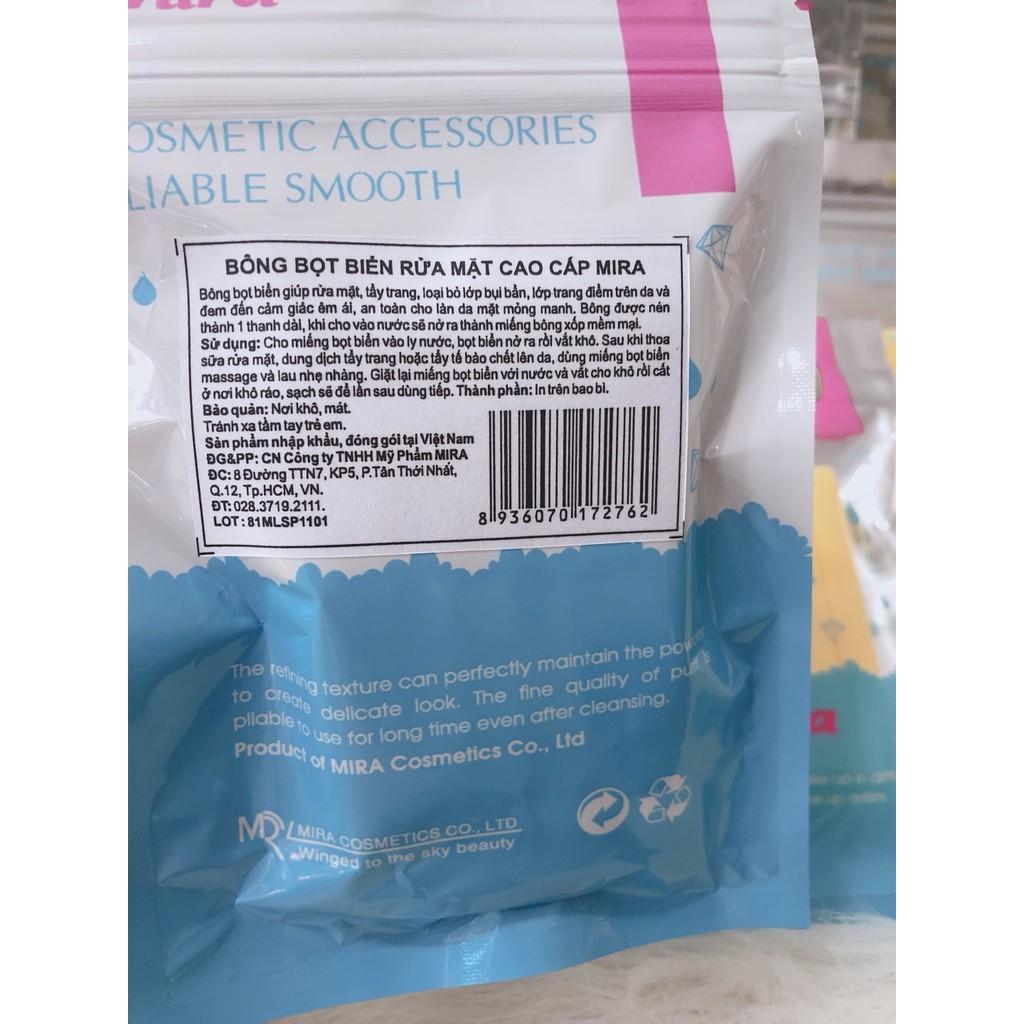 OSMETIC ACCESSORIES
LIABLE SMOOTH
BÔNG BỌT BIỂN RỬA MẶT CAO CẤP MIRA
Bông bọt biển giúp rửa mặt, tẩy trang, loại bỏ lớp bụi bẩn, lớp trang điểm trên da và
đem đến cảm giác êm ái, an toàn cho làn da mặt mỏng manh. Bông được nén
thành 1 thanh dài, khi cho vào nước sẽ nở ra thành miếng bông xốp mềm mại.
Sử dụng: Cho miếng bọt biển vào ly nước, bọt biển nở ra rồi vắt khô. Sau khi thoa
sữa rửa mặt, dung dịch tẩy trang hoặc tẩy tế bào chết lên da, dùng miếng bọt biển
massage và lau nhẹ nhàng. Giặt lại miếng bọt biển với nước và vắt cho khô rồi cất
ở nơi khô ráo, sạch sẽ để lần sau dùng tiếp. Thành phần: In trên bao bì.
Bảo quản: Nơi khô, mát.
Tránh xa tầm tay trẻ em.
Sản phẩm nhập khẩu, đóng gói tại Việt Nam
ĐG&PP: CN Công ty TNHH Mỹ Phẩm MIRA
ĐC: 8 Đường TTN7, KP5, P.Tân Thới Nhất,
Q.12, Tp.HCM, VN.
ĐT: 028.3719.2111.
LOT: 81MLSP1101
8 936070 172762
The refining texture can perfectly maintain the powder
to create delicate look. The fine quality of puff is
pliable to use for long time even after cleansing.
Product of MIRA Cosmetics Co., Ltd
MR MIRA COSMETICS CO., LTD
Winged to the sky beauty